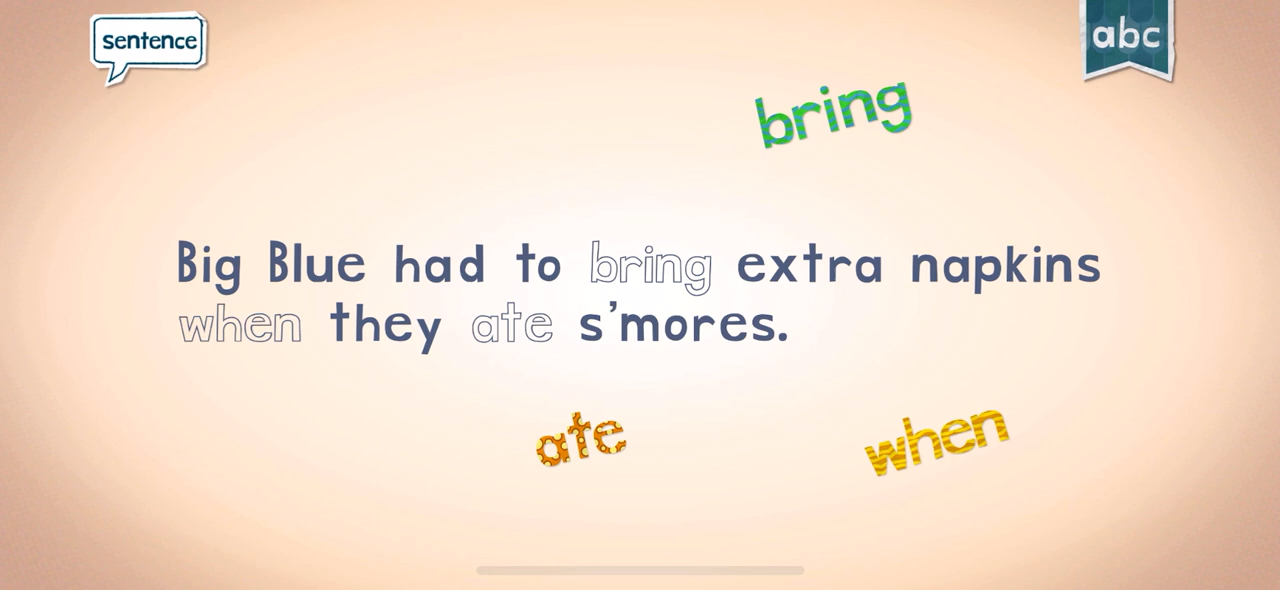 sentence
abc
bring
Big Blue had to bring extra napkins
when they ate s’mores.
ate
when